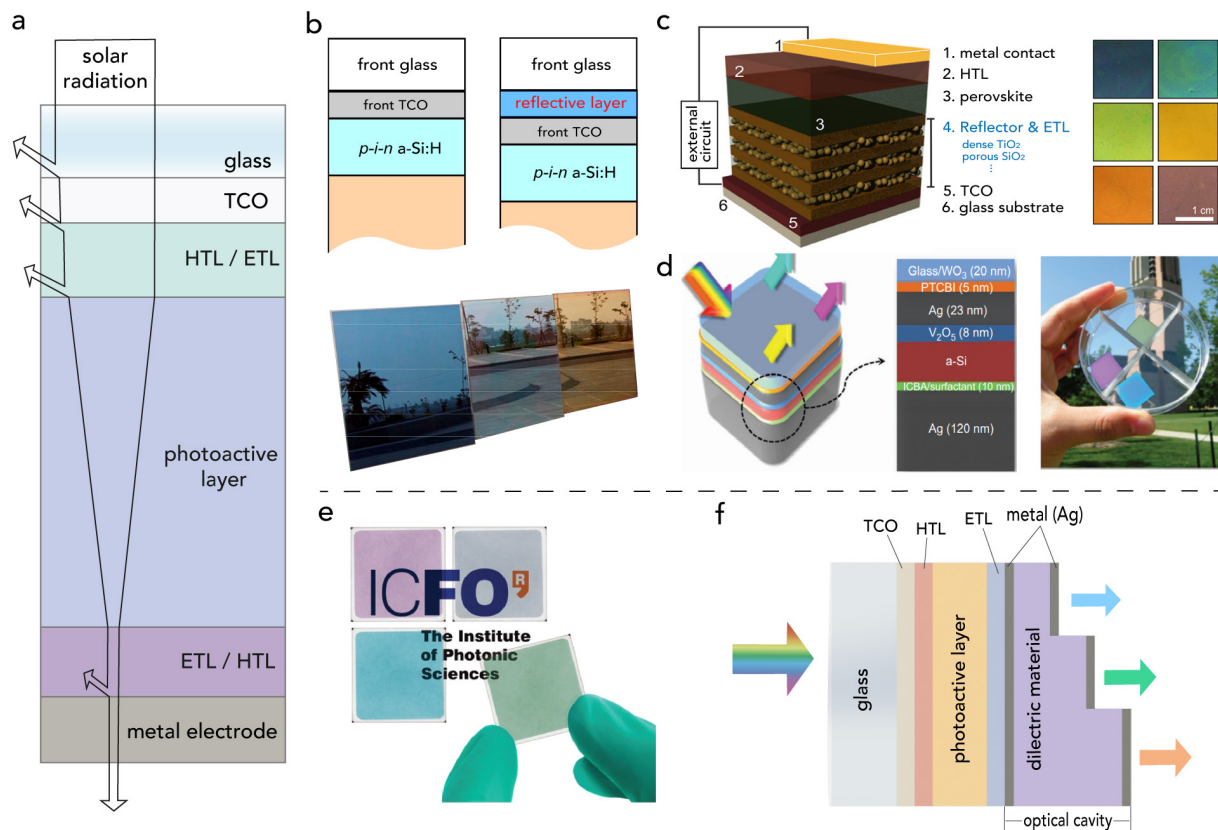 a
solar
radiation
glass
TCO
HTL / ETL
photoactive
layer
ETL / HTL
metal electrode
b
front glass
front TCO
p-i-n a-Si:H
front glass
reflective layer
front TCO
p-i-n a-Si:H
c
external
circuit
1
2
3
4
5
6
1. metal contact
2. HTL
3. perovskite
4. Reflector & ETL
dense TiO2
porous SiO2
⋮
5. TCO
6. glass substrate
1 cm
d
Glass/WO3 (20 nm)
PTCBI (5 nm)
Ag (23 nm)
V2O5 (8 nm)
a-Si
ICBA/surfactant (10 nm)
Ag (120 nm)
e
ICFOR
The Institute
of Photonic
Sciences
f
TCO
HTL
ETL
metal (Ag)
glass
photoactive layer
dilectric material
optical cavity